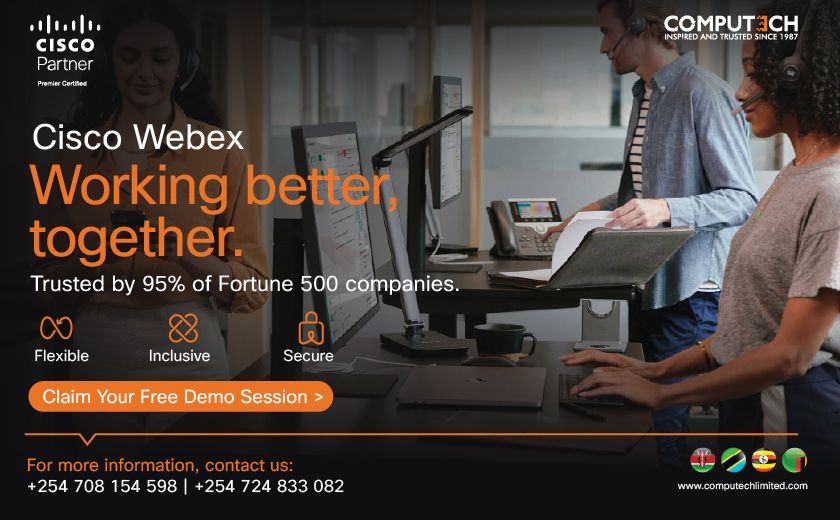 CISCO
Partner
Premier Certified
COMPUTECH
INSPIRED AND TRUSTED SINCE 1987
Cisco Webex
Working better,
together.
Trusted by 95% of Fortune 500 companies.
Flexible Inclusive Secure
Claim Your Free Demo Session >
For more information, contact us:
+254 708 154 598 | +254 724 833 082
www.computechlimited.com